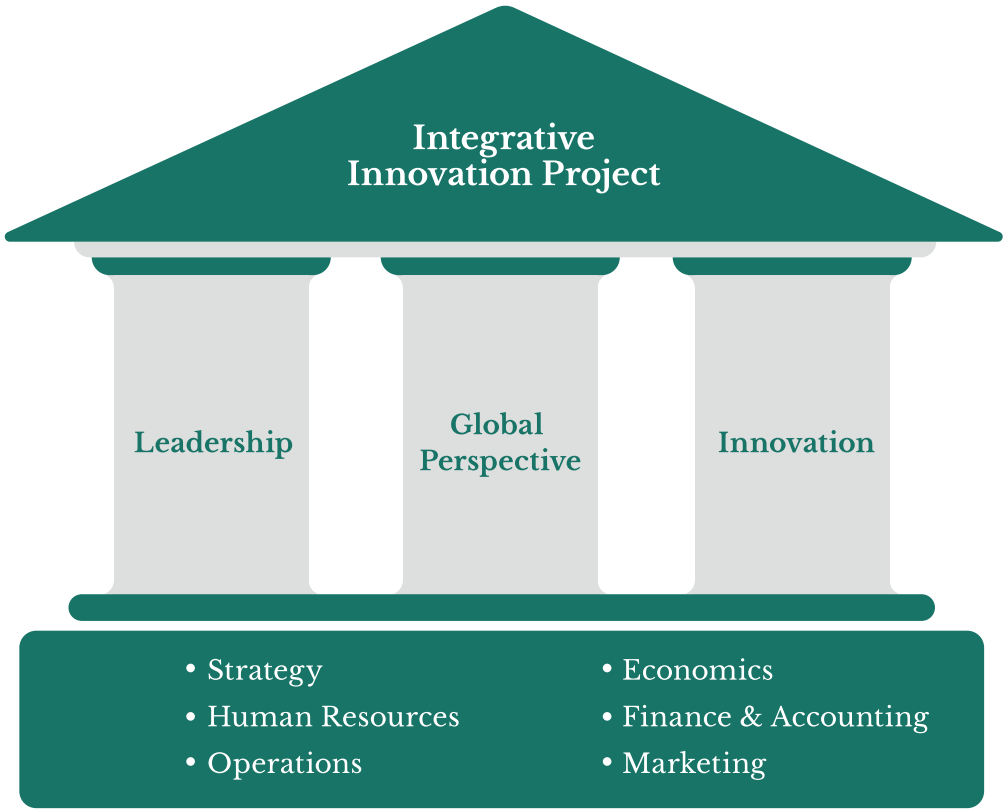 Integrative
Innovation Project
Leadership
Global
Perspective
Innovation
• Strategy
• Human Resources
• Operations
• Economics
• Finance & Accounting
• Marketing